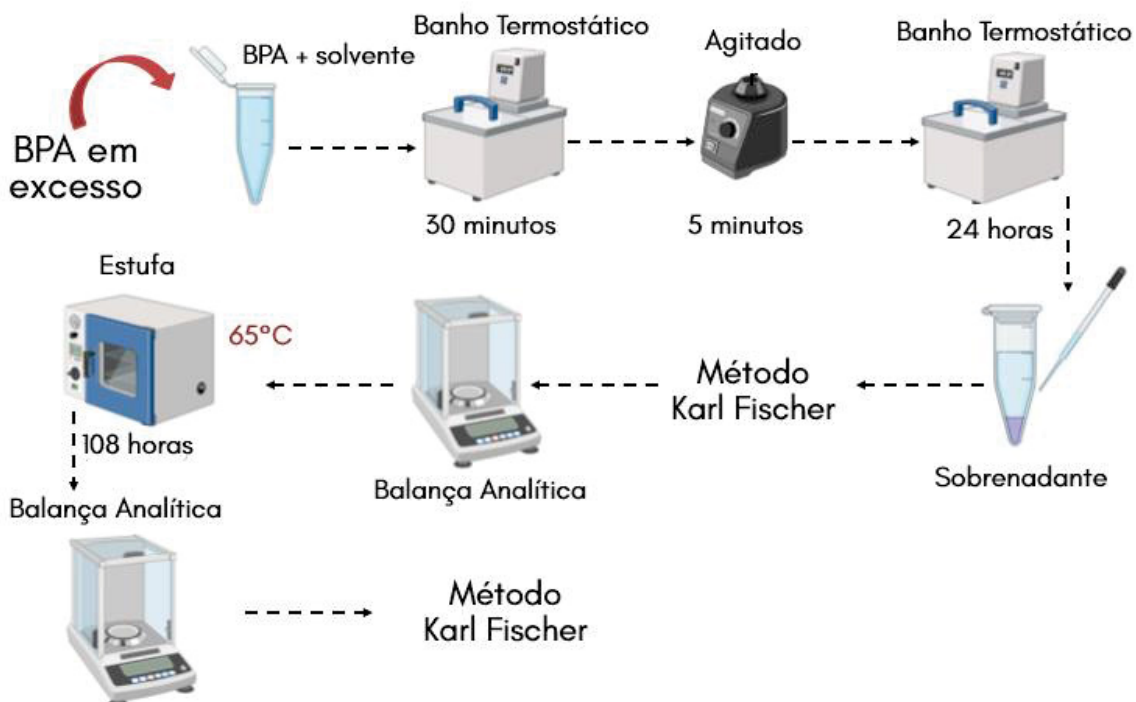 Banho Termostático
Agitado
Banho Termostático
BPA + solvente
BPA em
excesso
30 minutos
5 minutos
24 horas
Estufa
65°C
Método
Karl Fischer
108 horas
Balança Analítica
Sobrenadante
Balança Analítica
Método
Karl Fischer